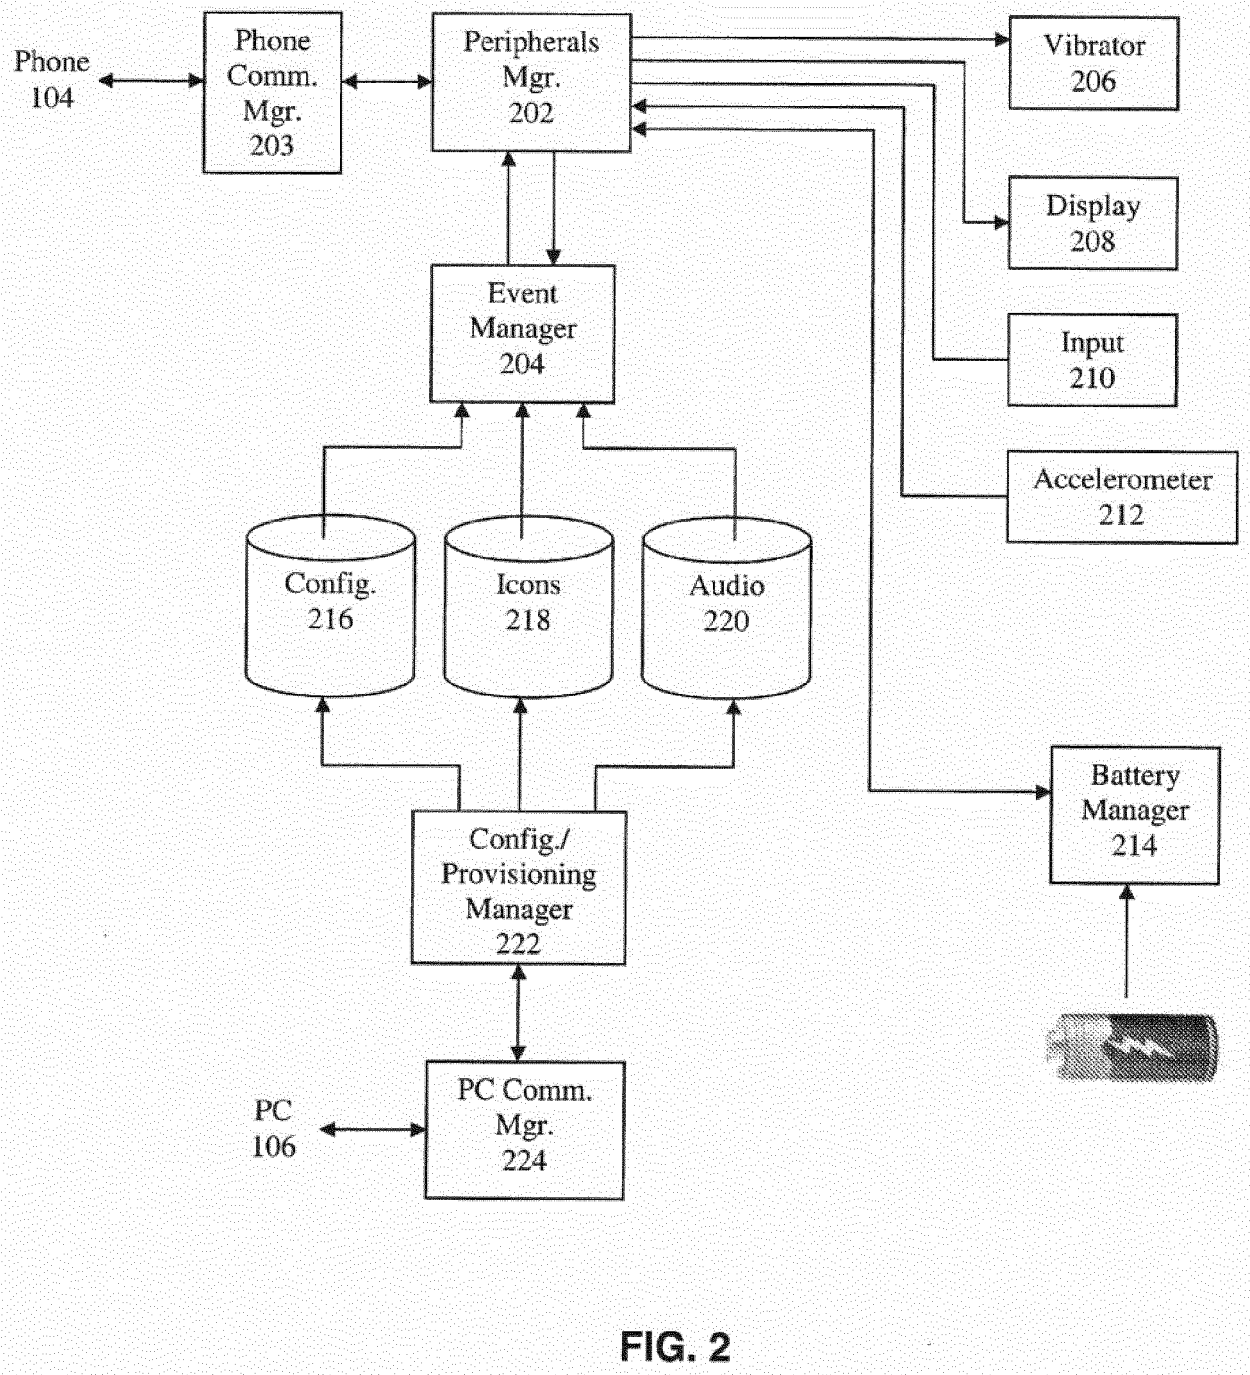 Phone
104
Phone
Comm.
Mgr.
203
Peripherals
Mgr.
202
Vibrator
206
Display
208
Input
210
Accelerometer
212
Event
Manager
204
Config.
216
Icons
218
Audio
220
Battery
Manager
214
Config./
Provisioning
Manager
222
PC Comm.
Mgr.
224
PC
106
FIG. 2